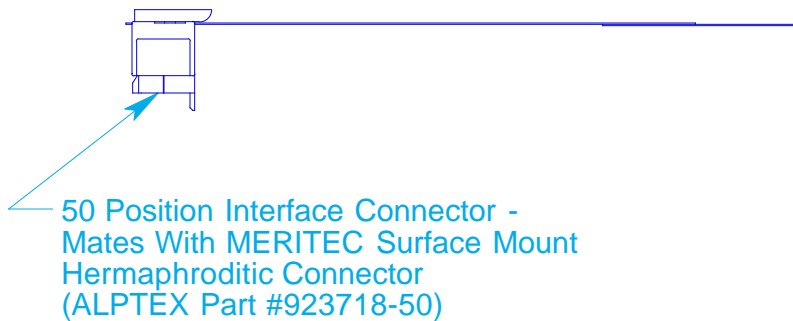 50 Position Interface Connector -
Mates With MERITEC Surface Mount
Hermaphroditic Connector
(ALPTEX Part #923718-50)